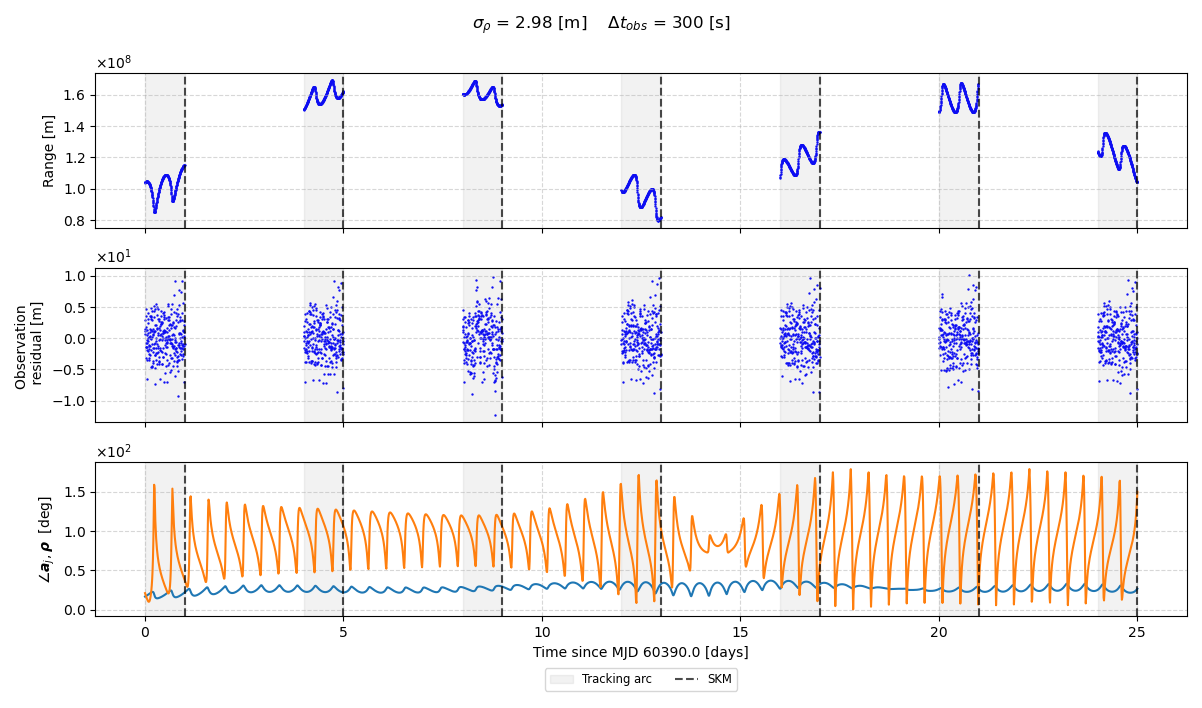 σρ = 2.98 [m] Δt_obs = 300 [s]
×10^8
Range [m]
1.6
1.4
1.2
1.0
0.8
×10^1
Observation
residual [m]
1.0
0.5
0.0
−0.5
−1.0
×10^2
∠a_j, ρ [deg]
1.5
1.0
0.5
0.0
0 5 10 15 20 25
Time since MJD 60390.0 [days]
Tracking arc SKM